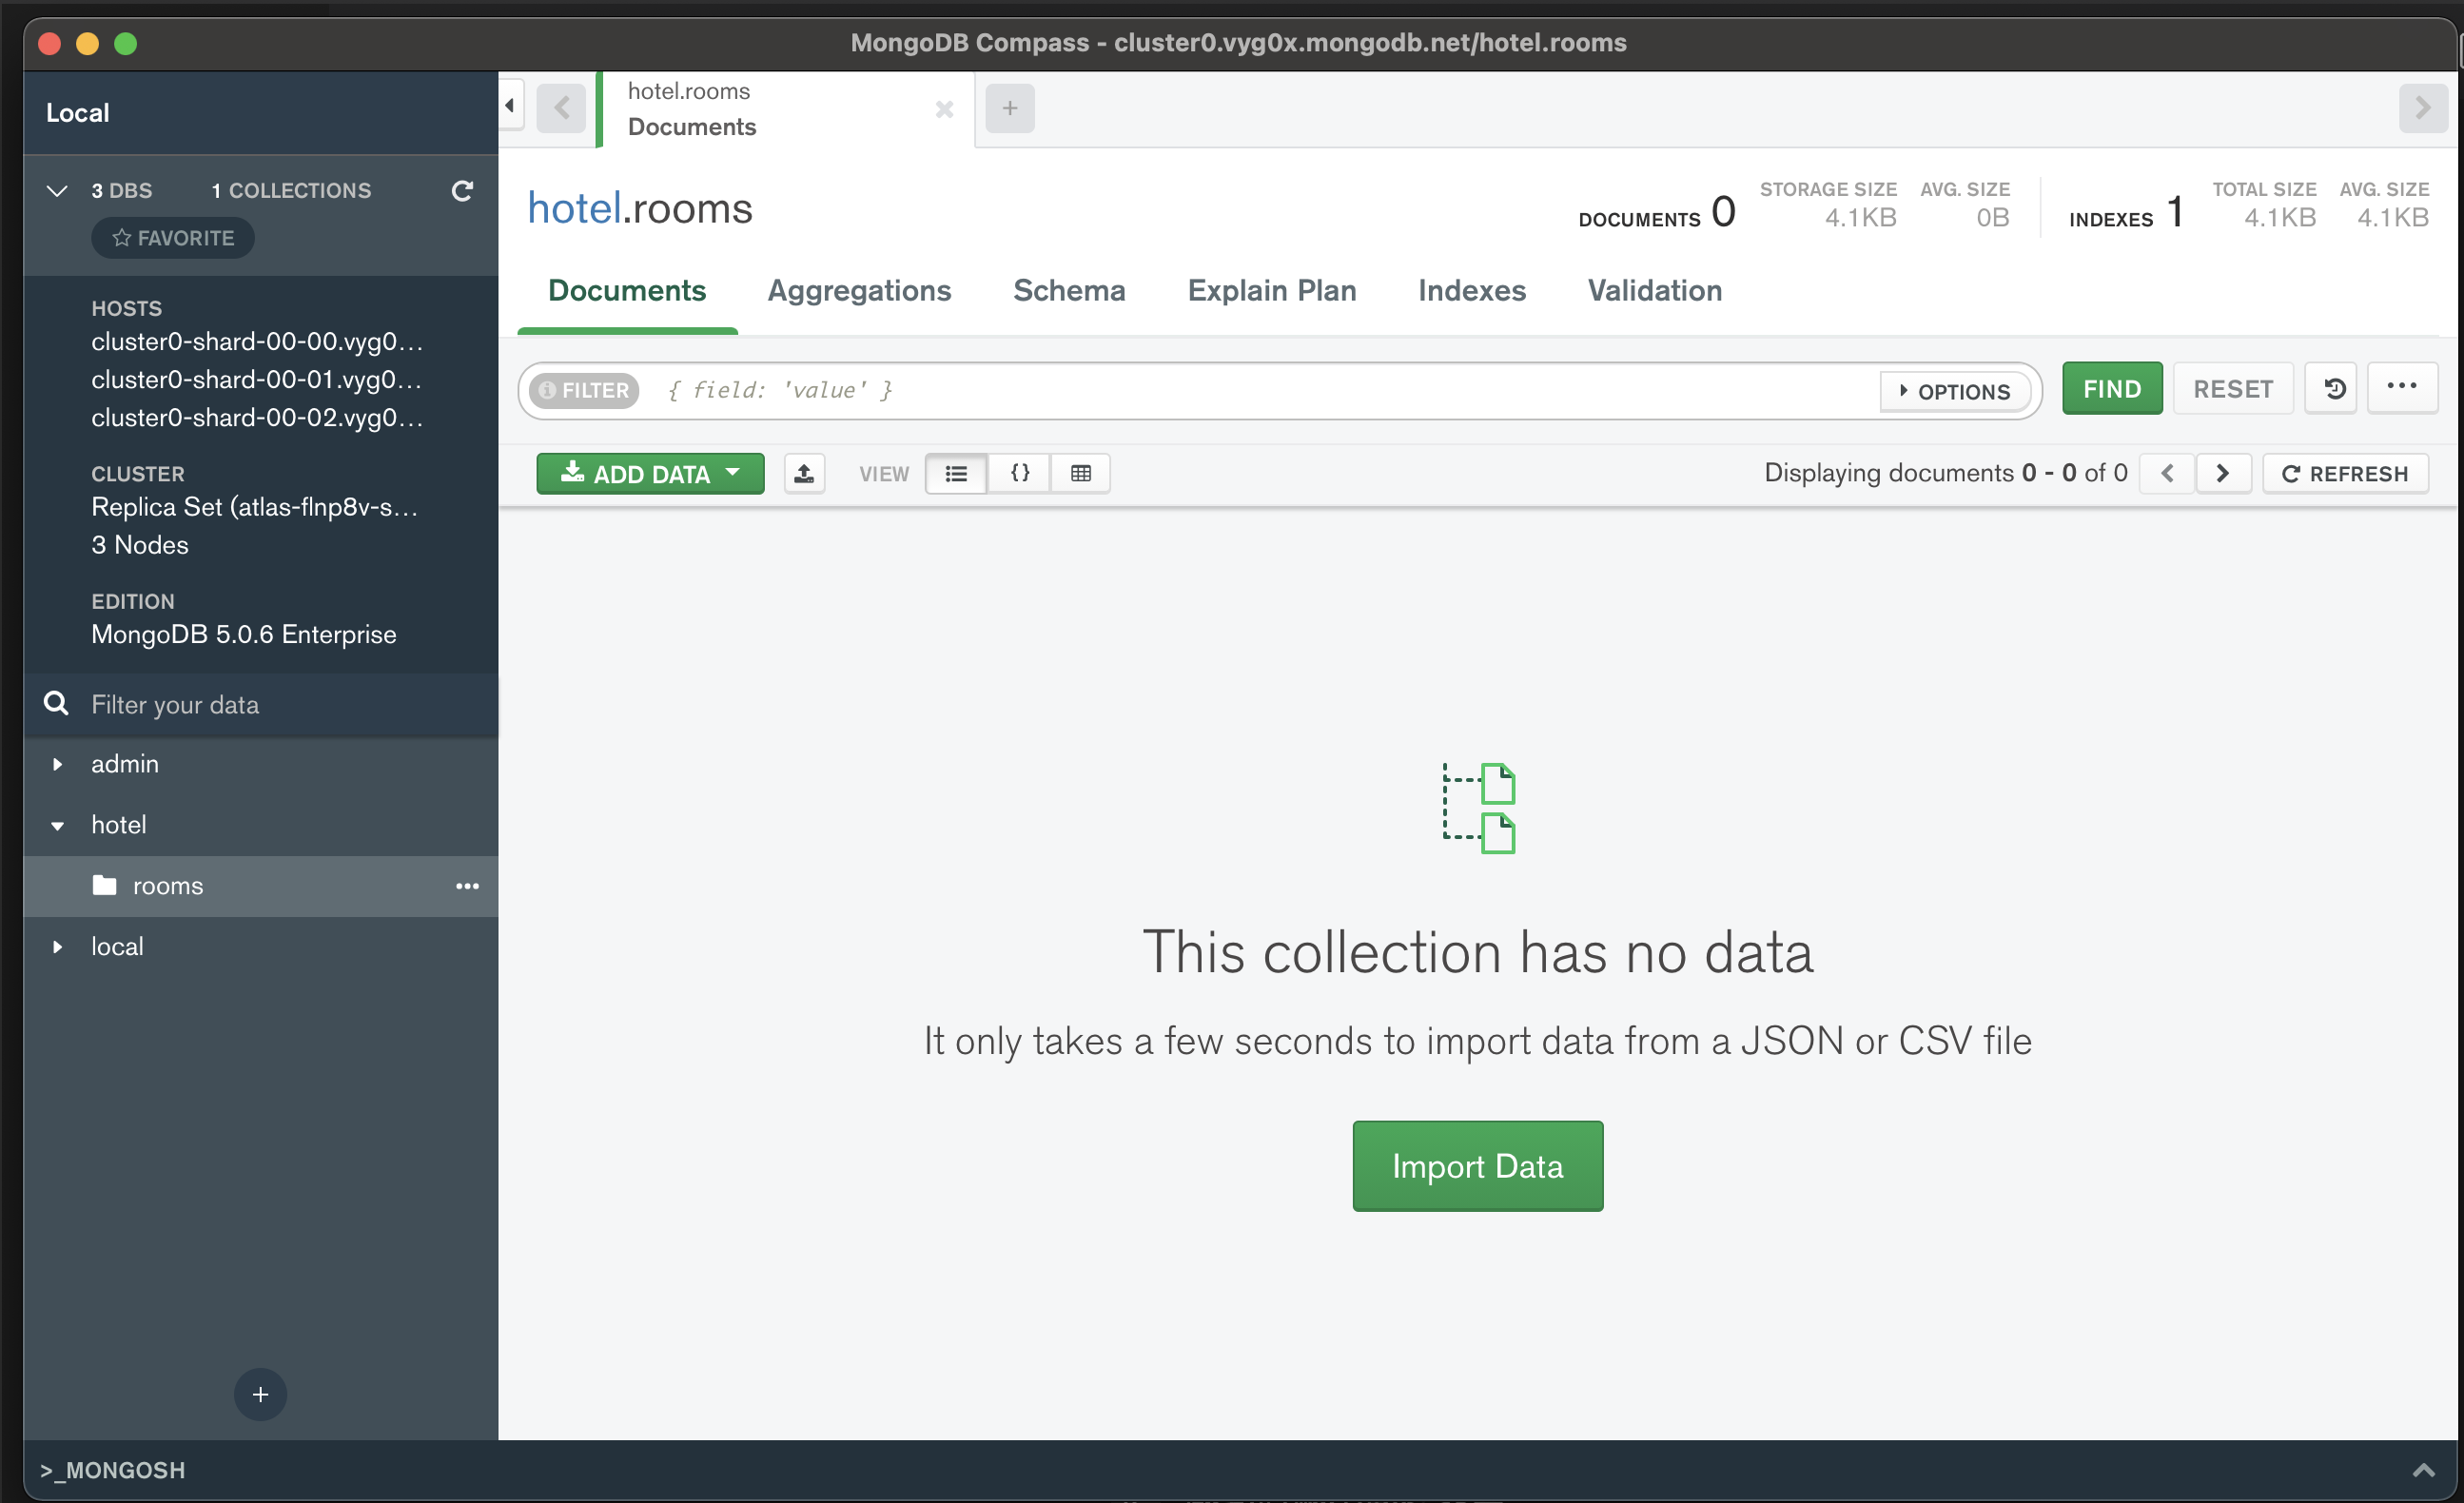 MongoDB Compass - cluster0.vyg0x.mongodb.net/hotel.rooms
Local
3 DBS 1 COLLECTIONS
FAVORITE
HOSTS
cluster0-shard-00-00.vyg0...
cluster0-shard-00-01.vyg0...
cluster0-shard-00-02.vyg0...
CLUSTER
Replica Set (atlas-flnp8v-s...
3 Nodes
EDITION
MongoDB 5.0.6 Enterprise
Filter your data
admin
hotel
rooms
local
>_MONGOSH
hotel.rooms
Documents
hotel.rooms
DOCUMENTS 0
STORAGE SIZE
4.1KB
AVG. SIZE
0B
INDEXES 1
TOTAL SIZE
4.1KB
AVG. SIZE
4.1KB
Documents Aggregations Schema Explain Plan Indexes Validation
FILTER { field: 'value' } OPTIONS FIND RESET
ADD DATA VIEW {} Displaying documents 0 - 0 of 0 REFRESH
This collection has no data
It only takes a few seconds to import data from a JSON or CSV file
Import Data